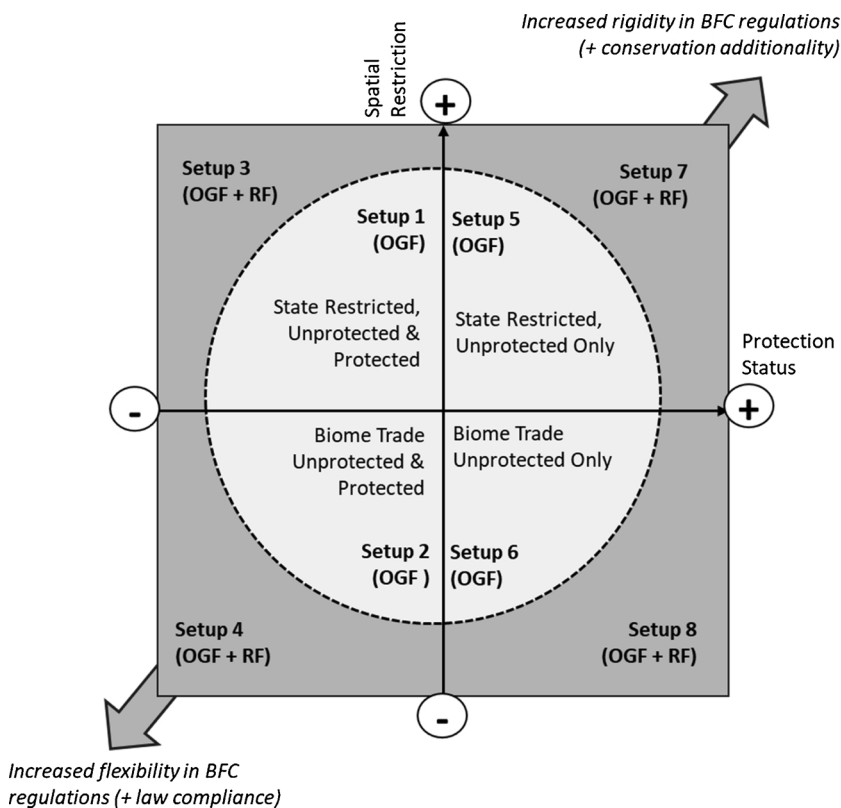 Increased rigidity in BFC regulations
(+ conservation additionality)
Spatial
Restriction
+
Setup 3
(OGF + RF)
Setup 7
(OGF + RF)
Setup 1
(OGF)
Setup 5
(OGF)
State Restricted,
Unprotected &
Protected
State Restricted,
Unprotected Only
Protection
Status
-
+
Biome Trade
Unprotected &
Protected
Biome Trade
Unprotected Only
Setup 2
(OGF )
Setup 6
(OGF)
Setup 4
(OGF + RF)
Setup 8
(OGF + RF)
-
Increased flexibility in BFC
regulations (+ law compliance)